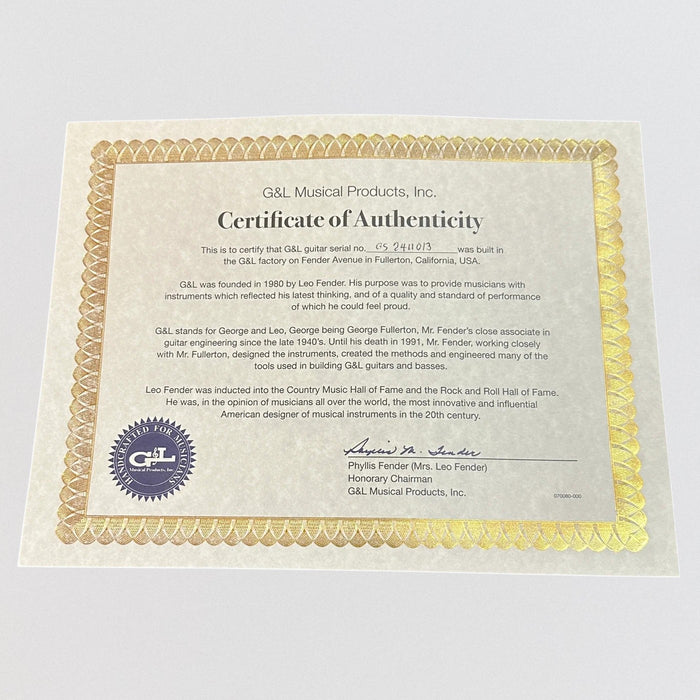 G&L Musical Products, Inc.
Certificate of Authenticity
This is to certify that G&L guitar serial no. GS 2411013 was built in
the G&L factory on Fender Avenue in Fullerton, California, USA.
G&L was founded in 1980 by Leo Fender. His purpose was to provide musicians with
instruments which reflected his latest thinking, and of a quality and standard of performance
of which he could feel proud.
G&L stands for George and Leo, George being George Fullerton, Mr. Fender's close associate in
guitar engineering since the late 1940's. Until his death in 1991, Mr. Fender, working closely
with Mr. Fullerton, designed the instruments, created the methods and engineered many of the
tools used in building G&L guitars and basses.
Leo Fender was inducted into the Country Music Hall of Fame and the Rock and Roll Hall of Fame.
He was, in the opinion of musicians all over the world, the most innovative and influential
American designer of musical instruments in the 20th century.
HANDCRAFTED FOR MUSICIANS
G&L
Musical Products, Inc.
Phyllis M. Fender
Phyllis Fender (Mrs. Leo Fender)
Honorary Chairman
G&L Musical Products, Inc.
070080-000